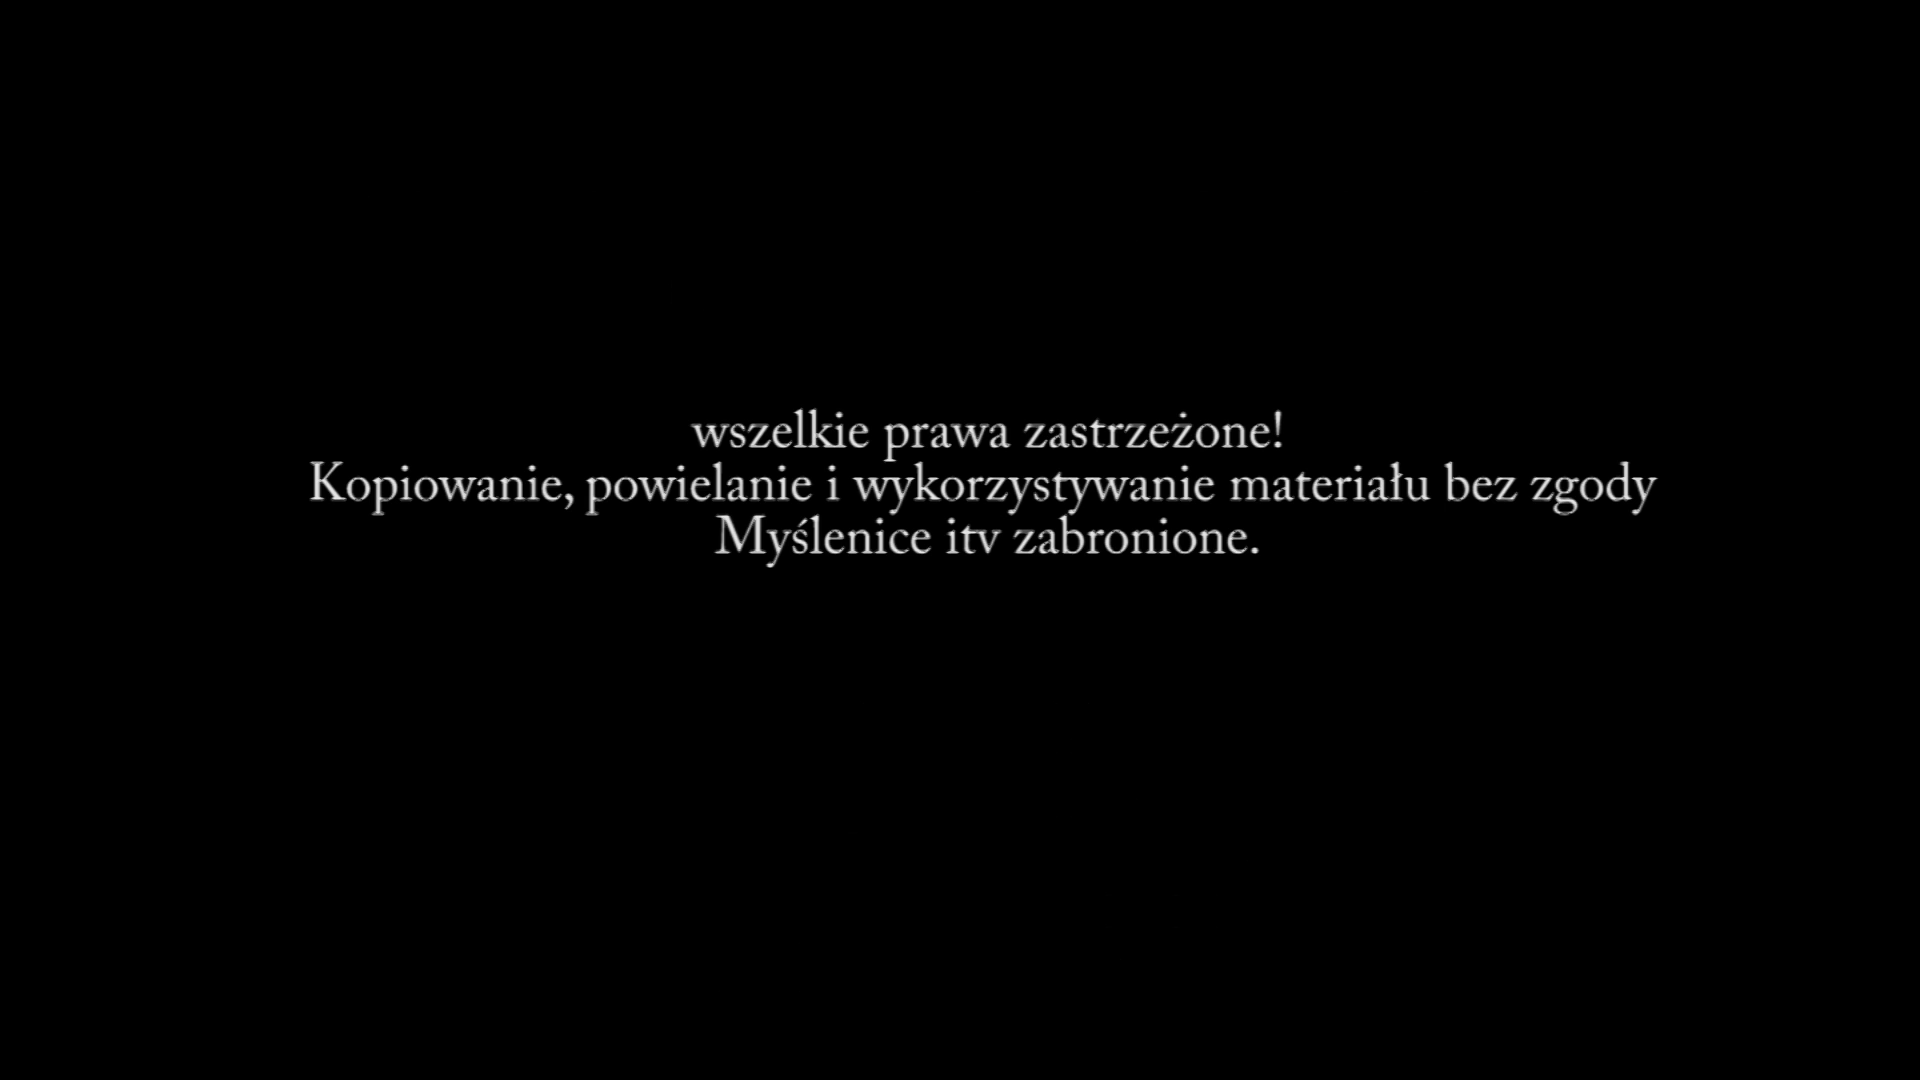 wszelkie prawa zastrzeżone!
Kopiowanie, powielanie i wykorzystywanie materiału bez zgody
Myślenice itv zabronione.